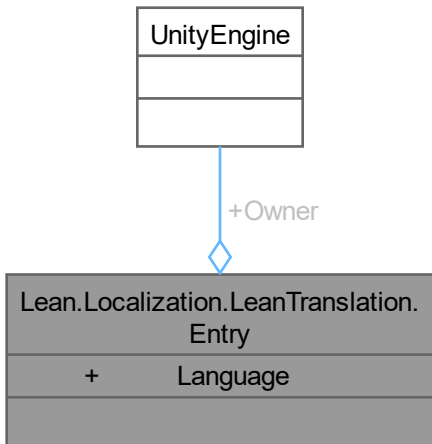 UnityEngine
+Owner
Lean.Localization.LeanTranslation.
Entry
+ Language